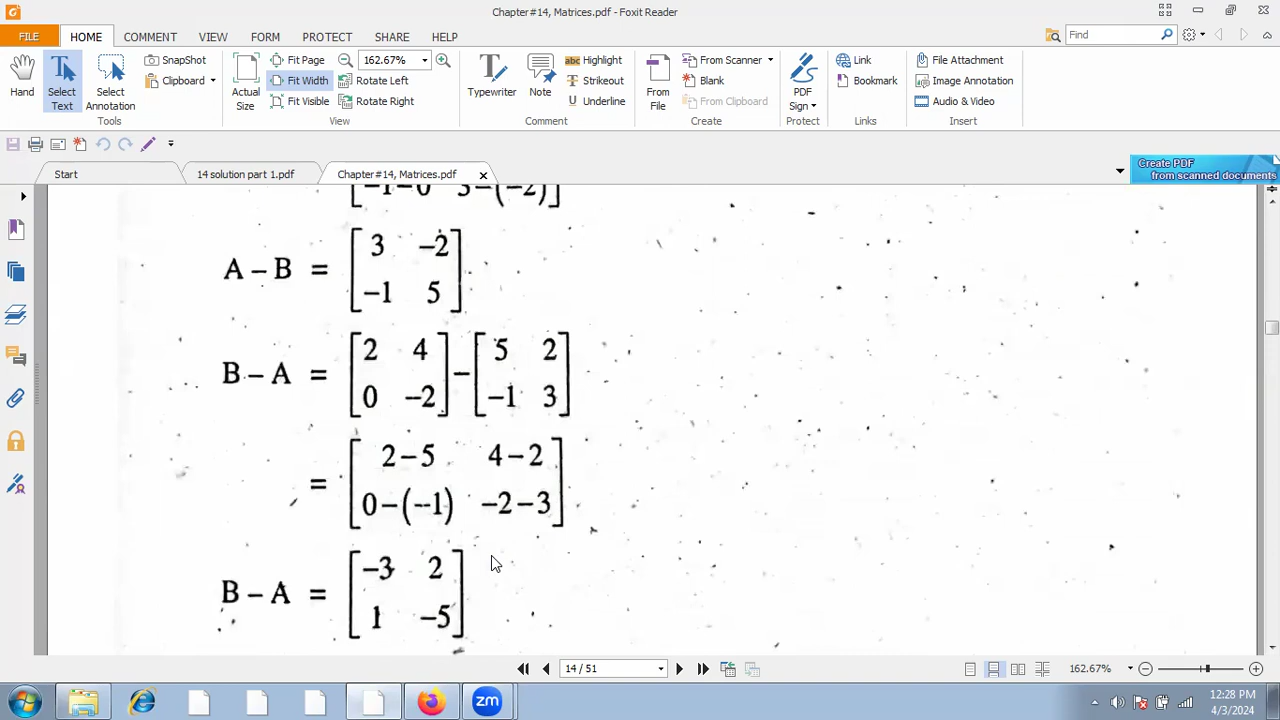 Chapter#14, Matrices.pdf - Foxit Reader
FILE HOME COMMENT VIEW FORM PROTECT SHARE HELP
Find
Hand
Select Text
Select Annotation
SnapShot
Clipboard
Tools
Actual Size
Fit Page
Fit Width
Fit Visible
162.67%
Rotate Left
Rotate Right
View
Typewriter
Note
Highlight
Strikeout
Underline
Comment
From File
From Scanner
Blank
From Clipboard
Create
PDF Sign
Protect
Link
Bookmark
Links
File Attachment
Image Annotation
Audio & Video
Insert
Start
14 solution part 1.pdf
Chapter#14, Matrices.pdf
Create PDF
from scanned documents
−1−0 3−(−2)
A − B = [3 −2
−1 5]
B − A = [2 4 − [5 2
0 −2] −1 3]
= [2−5 4−2
0−(−1) −2−3]
B − A = [−3 2
1 −5]
14 / 51
162.67%
zm
12:28 PM
4/3/2024